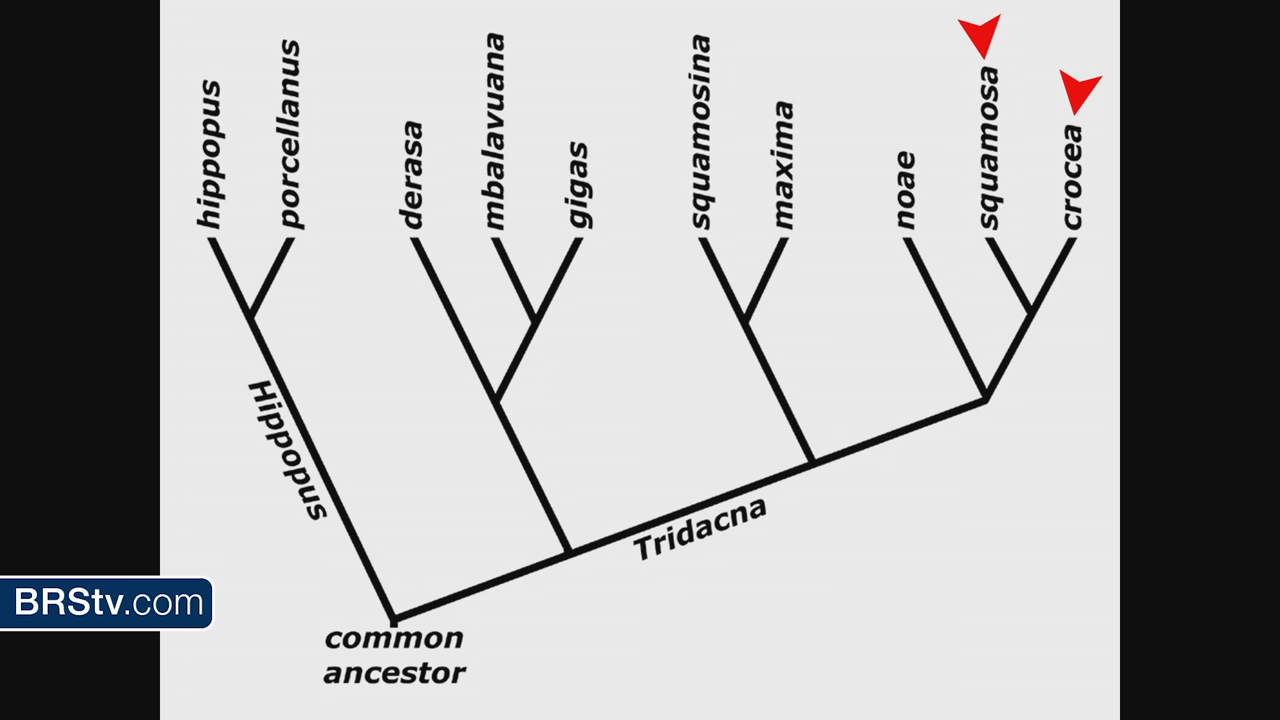 hippopus
porcellanus
derasa
mbalavuana
gigas
squamosina
maxima
noae
squamosa
crocea
Hippopus
Tridacna
BRStv.com
common
ancestor